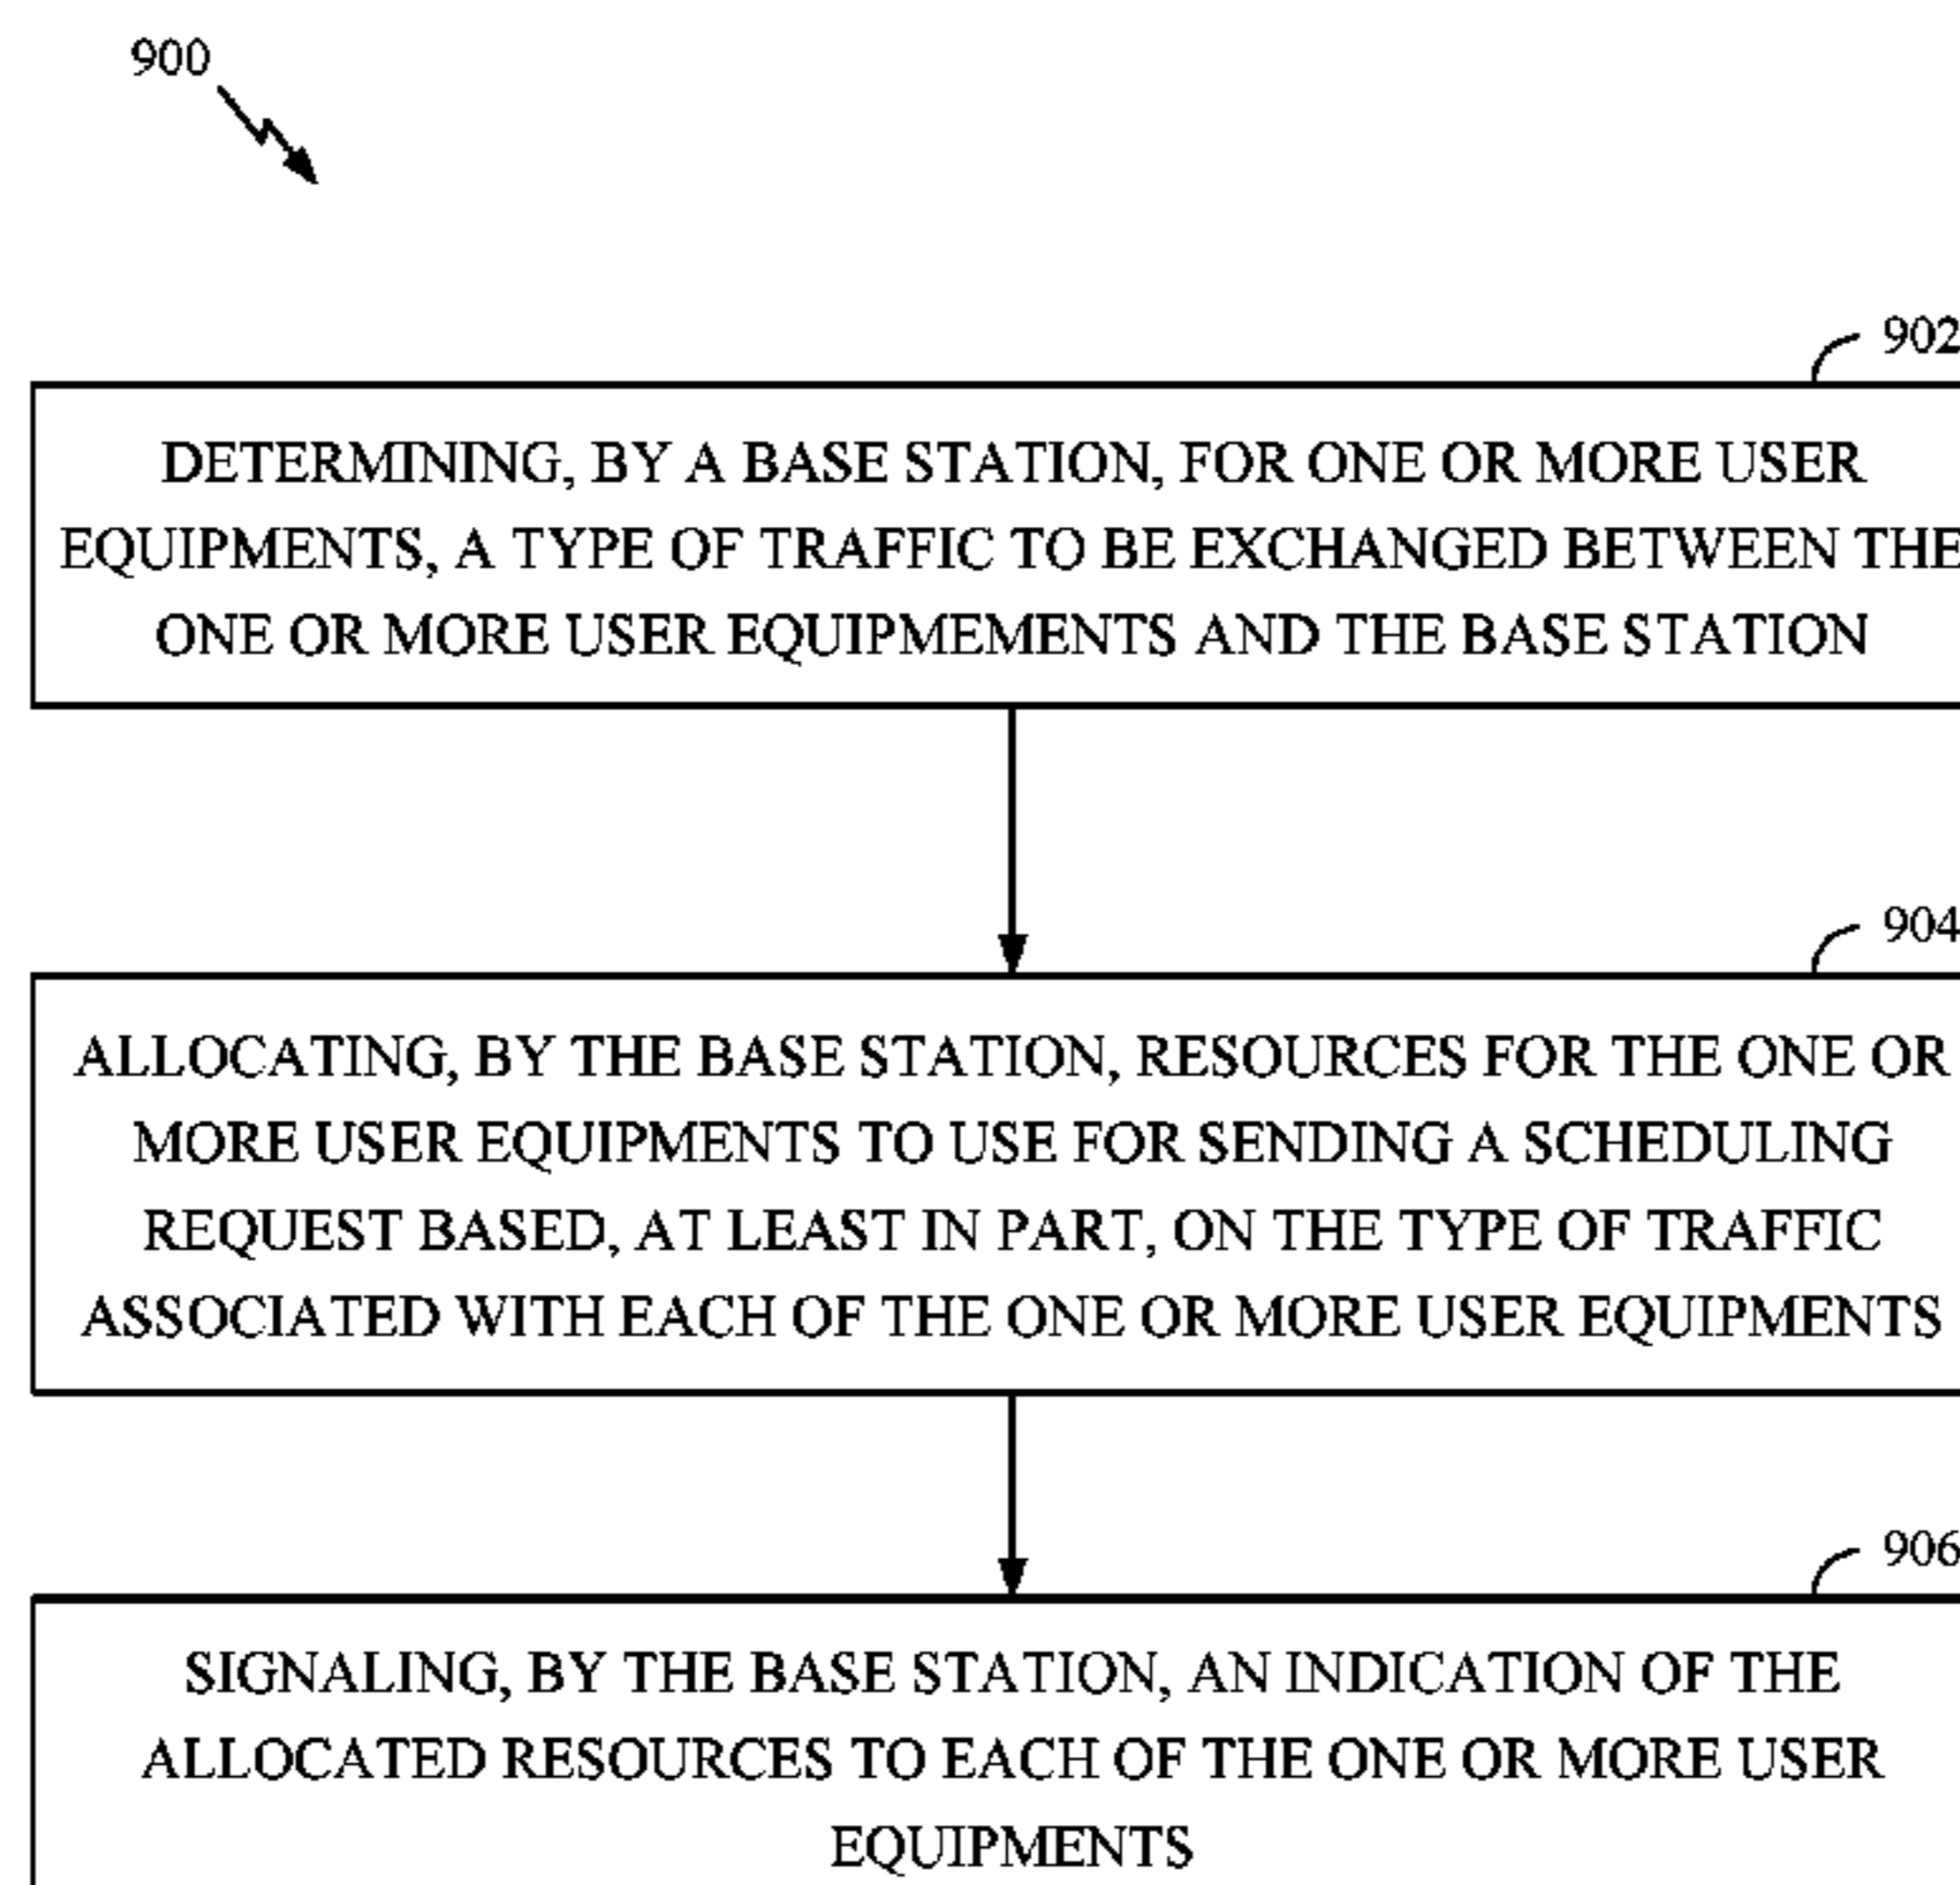 900
902
DETERMINING, BY A BASE STATION, FOR ONE OR MORE USER
EQUIPMENTS, A TYPE OF TRAFFIC TO BE EXCHANGED BETWEEN THE
ONE OR MORE USER EQUIPMEMENTS AND THE BASE STATION
904
ALLOCATING, BY THE BASE STATION, RESOURCES FOR THE ONE OR
MORE USER EQUIPMENTS TO USE FOR SENDING A SCHEDULING
REQUEST BASED, AT LEAST IN PART, ON THE TYPE OF TRAFFIC
ASSOCIATED WITH EACH OF THE ONE OR MORE USER EQUIPMENTS
906
SIGNALING, BY THE BASE STATION, AN INDICATION OF THE
ALLOCATED RESOURCES TO EACH OF THE ONE OR MORE USER
EQUIPMENTS